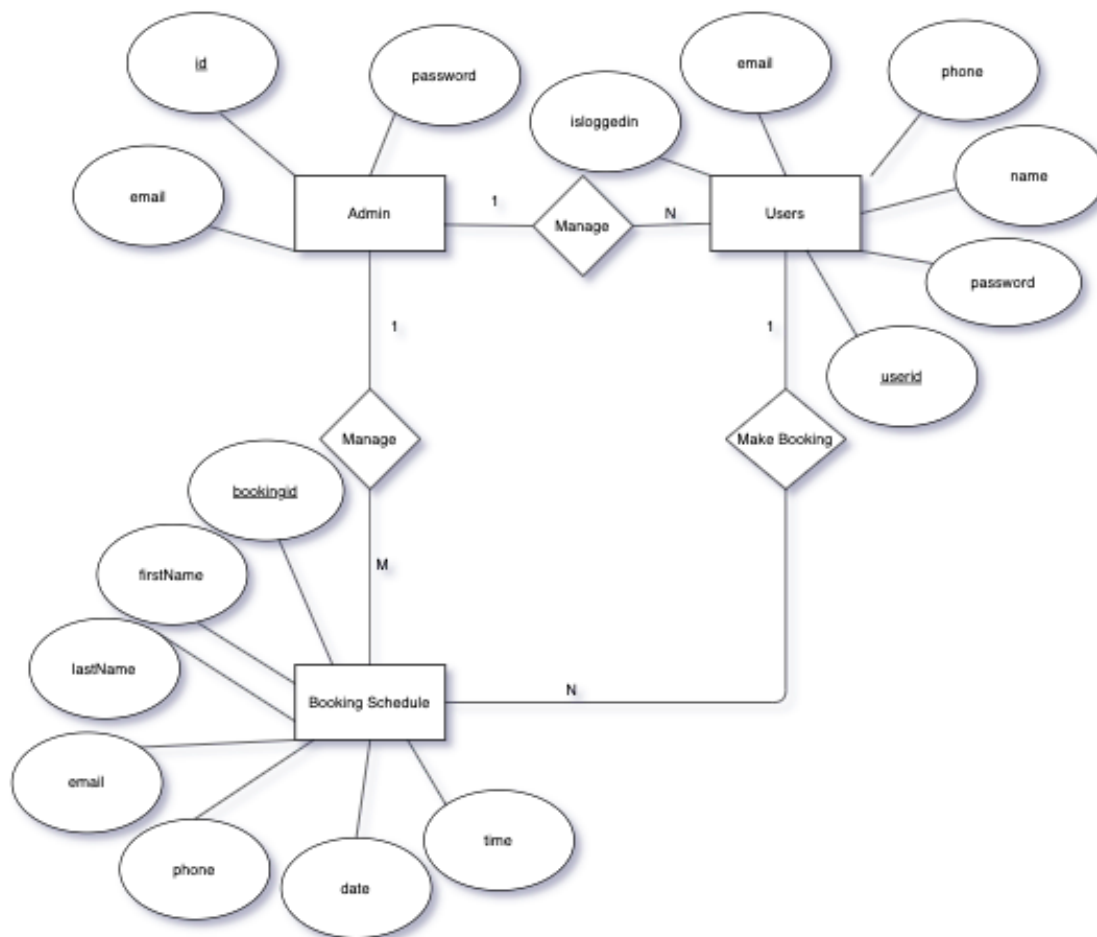 id
password
email
phone
isloggedin
name
email
Admin
1
Manage
N
Users
password
userid
1
1
Manage
Make Booking
bookingid
firstName
M
lastName
Booking Schedule
N
email
phone
date
time